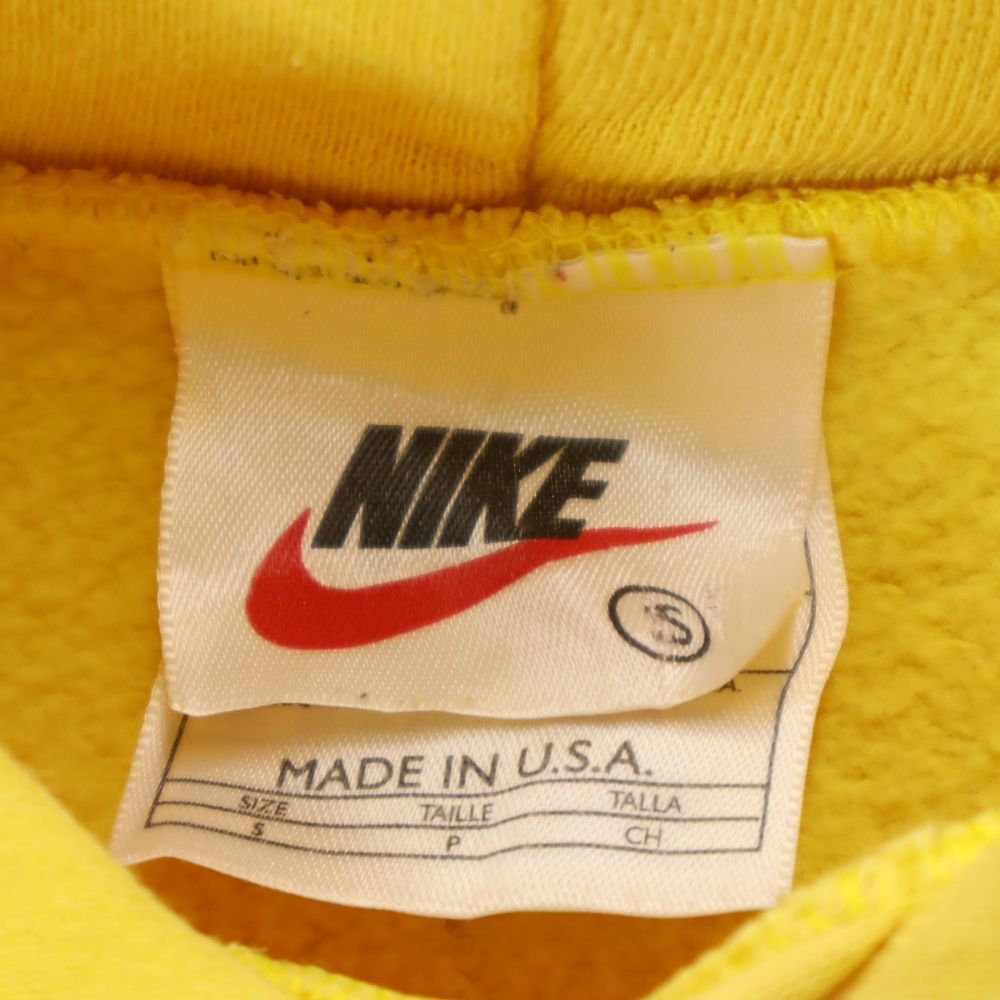 NIKE
S
A.
MADE IN U.S.A.
SIZE TAILLE TALLA
S P CH